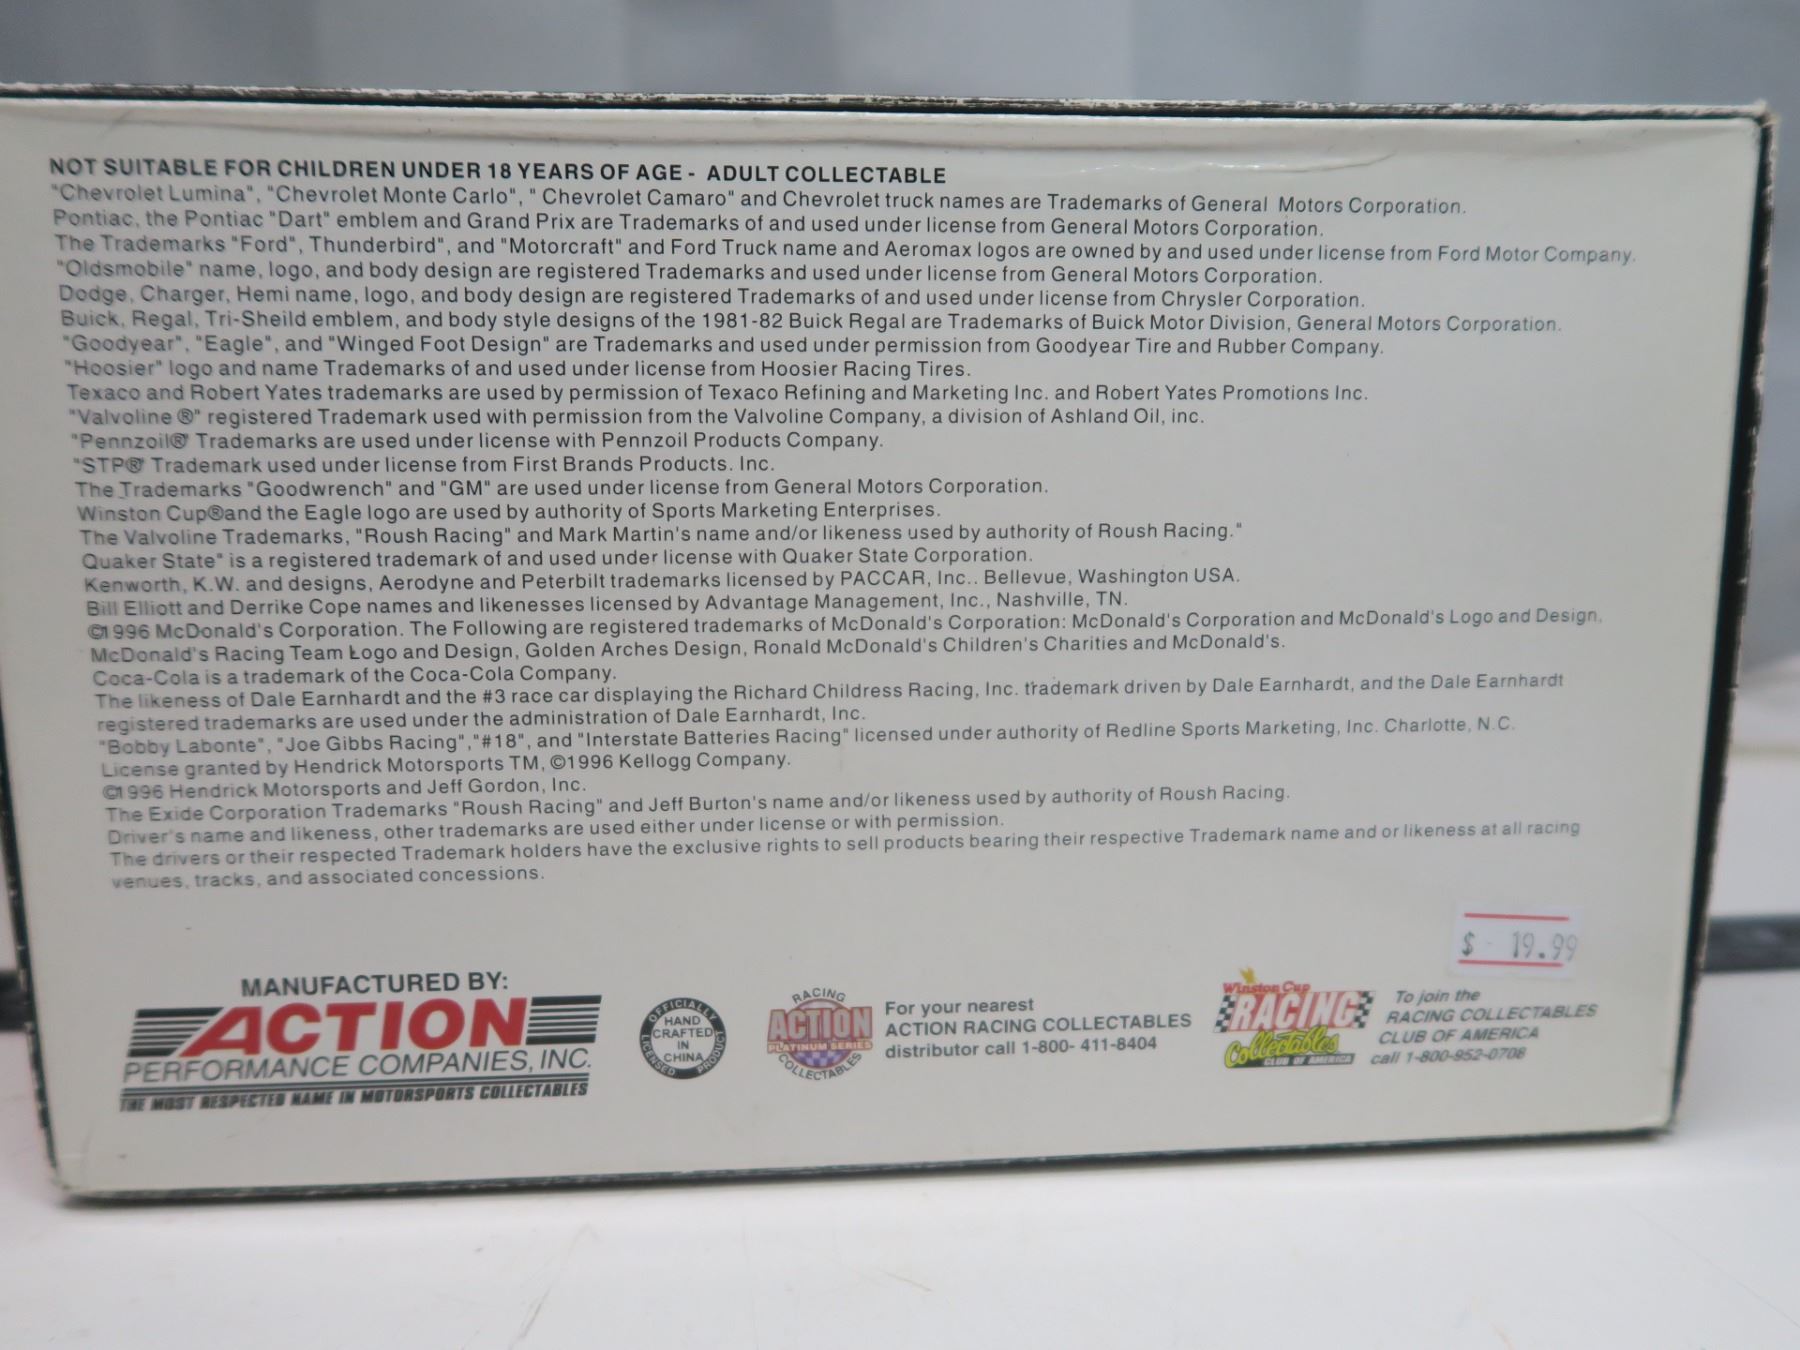 NOT SUITABLE FOR CHILDREN UNDER 18 YEARS OF AGE - ADULT COLLECTABLE
"Chevrolet Lumina", "Chevrolet Monte Carlo", " Chevrolet Camaro" and Chevrolet truck names are Trademarks of General Motors Corporation.
Pontiac, the Pontiac "Dart" emblem and Grand Prix are Trademarks of and used under license from General Motors Corporation.
The Trademarks "Ford", Thunderbird", and "Motorcraft" and Ford Truck name and Aeromax logos are owned by and used under license from Ford Motor Company.
"Oldsmobile" name, logo, and body design are registered Trademarks and used under license from General Motors Corporation.
Dodge, Charger, Hemi name, logo, and body design are registered Trademarks of and used under license from Chrysler Corporation.
Buick, Regal, Tri-Sheild emblem, and body style designs of the 1981-82 Buick Regal are Trademarks of Buick Motor Division, General Motors Corporation.
"Goodyear", "Eagle", and "Winged Foot Design" are Trademarks and used under permission from Goodyear Tire and Rubber Company.
"Hoosier" logo and name Trademarks of and used under license from Hoosier Racing Tires.
Texaco and Robert Yates trademarks are used by permission of Texaco Refining and Marketing Inc. and Robert Yates Promotions Inc.
"Valvoline ®" registered Trademark used with permission from the Valvoline Company, a division of Ashland Oil, inc.
"Pennzoil®" Trademarks are used under license with Pennzoil Products Company.
"STP®" Trademark used under license from First Brands Products. Inc.
The Trademarks "Goodwrench" and "GM" are used under license from General Motors Corporation.
Winston Cup®and the Eagle logo are used by authority of Sports Marketing Enterprises.
The Valvoline Trademarks, "Roush Racing" and Mark Martin's name and/or likeness used by authority of Roush Racing."
Quaker State" is a registered trademark of and used under license with Quaker State Corporation.
Kenworth, K.W. and designs, Aerodyne and Peterbilt trademarks licensed by PACCAR, Inc.. Bellevue, Washington USA.
Bill Elliott and Derrike Cope names and likenesses licensed by Advantage Management, Inc., Nashville, TN.
©1996 McDonald's Corporation. The Following are registered trademarks of McDonald's Corporation: McDonald's Corporation and McDonald's Logo and Design,
McDonald's Racing Team Logo and Design, Golden Arches Design, Ronald McDonald's Children's Charities and McDonald's.
Coca-Cola is a trademark of the Coca-Cola Company.
The likeness of Dale Earnhardt and the #3 race car displaying the Richard Childress Racing, Inc. trademark driven by Dale Earnhardt, and the Dale Earnhardt
registered trademarks are used under the administration of Dale Earnhardt, Inc.
"Bobby Labonte", "Joe Gibbs Racing","#18", and "Interstate Batteries Racing" licensed under authority of Redline Sports Marketing, Inc. Charlotte, N.C.
License granted by Hendrick Motorsports TM, ©1996 Kellogg Company.
©1996 Hendrick Motorsports and Jeff Gordon, Inc.
The Exide Corporation Trademarks "Roush Racing" and Jeff Burton's name and/or likeness used by authority of Roush Racing.
Driver's name and likeness, other trademarks are used either under license or with permission.
The drivers or their respected Trademark holders have the exclusive rights to sell products bearing their respective Trademark name and or likeness at all racing
venues, tracks, and associated concessions.
$ - 19.99
MANUFACTURED BY:
ACTION
PERFORMANCE COMPANIES, INC.
THE MOST RESPECTED NAME IN MOTORSPORTS COLLECTABLES
OFFICIALLY LICENSED PRODUCT
HAND
CRAFTED
IN
CHINA
RACING
ACTION
PLATINUM SERIES
COLLECTABLES
For your nearest
ACTION RACING COLLECTABLES
distributor call 1-800- 411-8404
Winston Cup
RACING
Collectables
CLUB OF AMERICA
To join the
RACING COLLECTABLES
CLUB OF AMERICA
call 1-800-952-0708